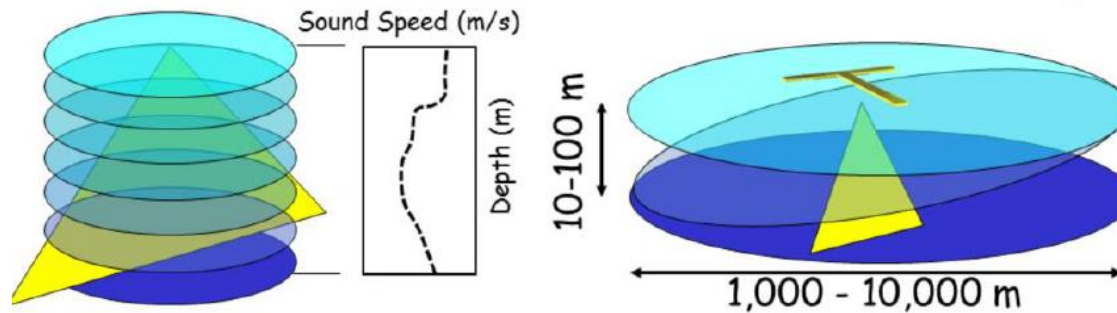 Sound Speed (m/s)
Depth (m)
10-100 m
1,000 - 10,000 m